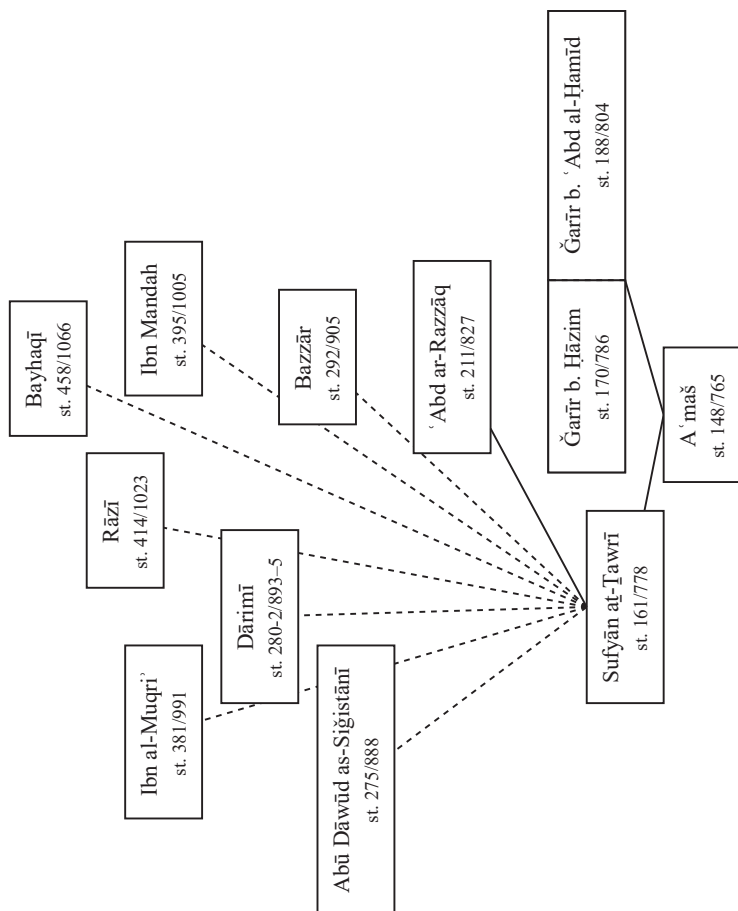 Bayhaqī
st. 458/1066
Ibn Mandah
st. 395/1005
Rāzī
st. 414/1023
Ibn al-Muqriʾ
st. 381/991
Bazzār
st. 292/905
Dārimī
st. 280-2/893–5
Abū Dāwūd as-Siǧistānī
st. 275/888
ʿAbd ar-Razzāq
st. 211/827
Ǧarīr b. Ḥāzim
st. 170/786
Ǧarīr b. ʿAbd al-Ḥamīd
st. 188/804
Sufyān aṯ-Ṯawrī
st. 161/778
Aʿmaš
st. 148/765